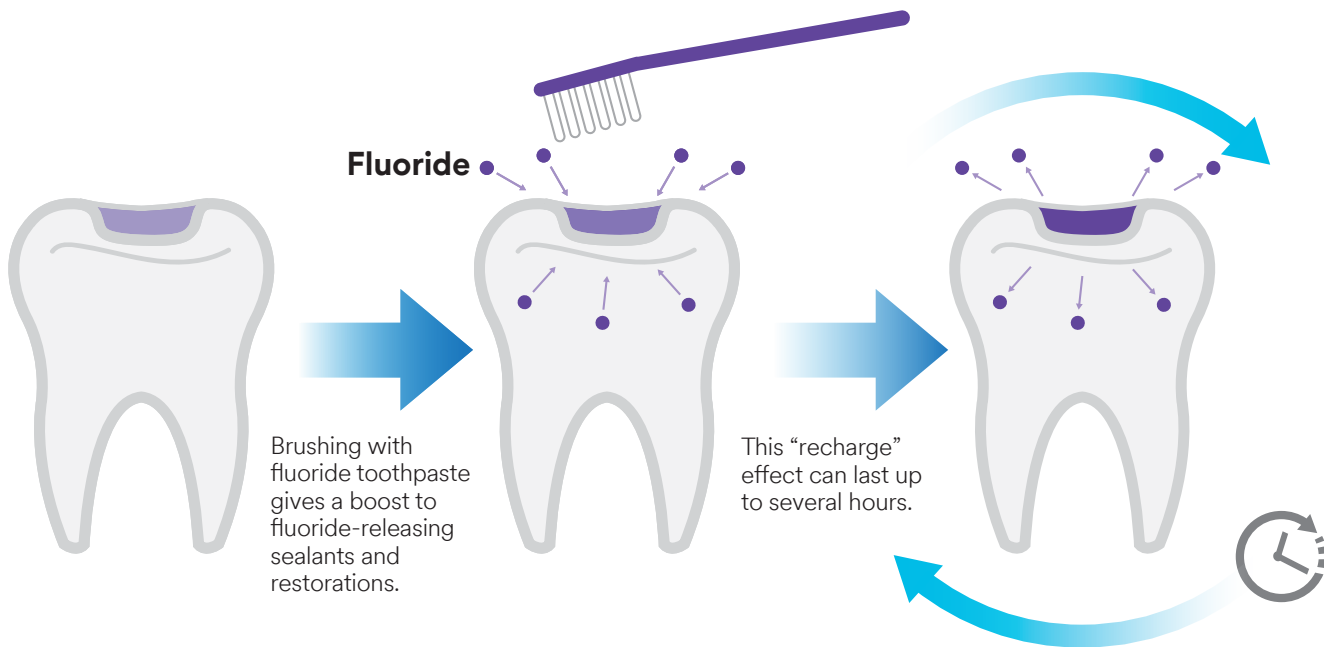 Fluoride
Brushing with
fluoride toothpaste
gives a boost to
fluoride-releasing
sealants and
restorations.
This “recharge”
effect can last up
to several hours.